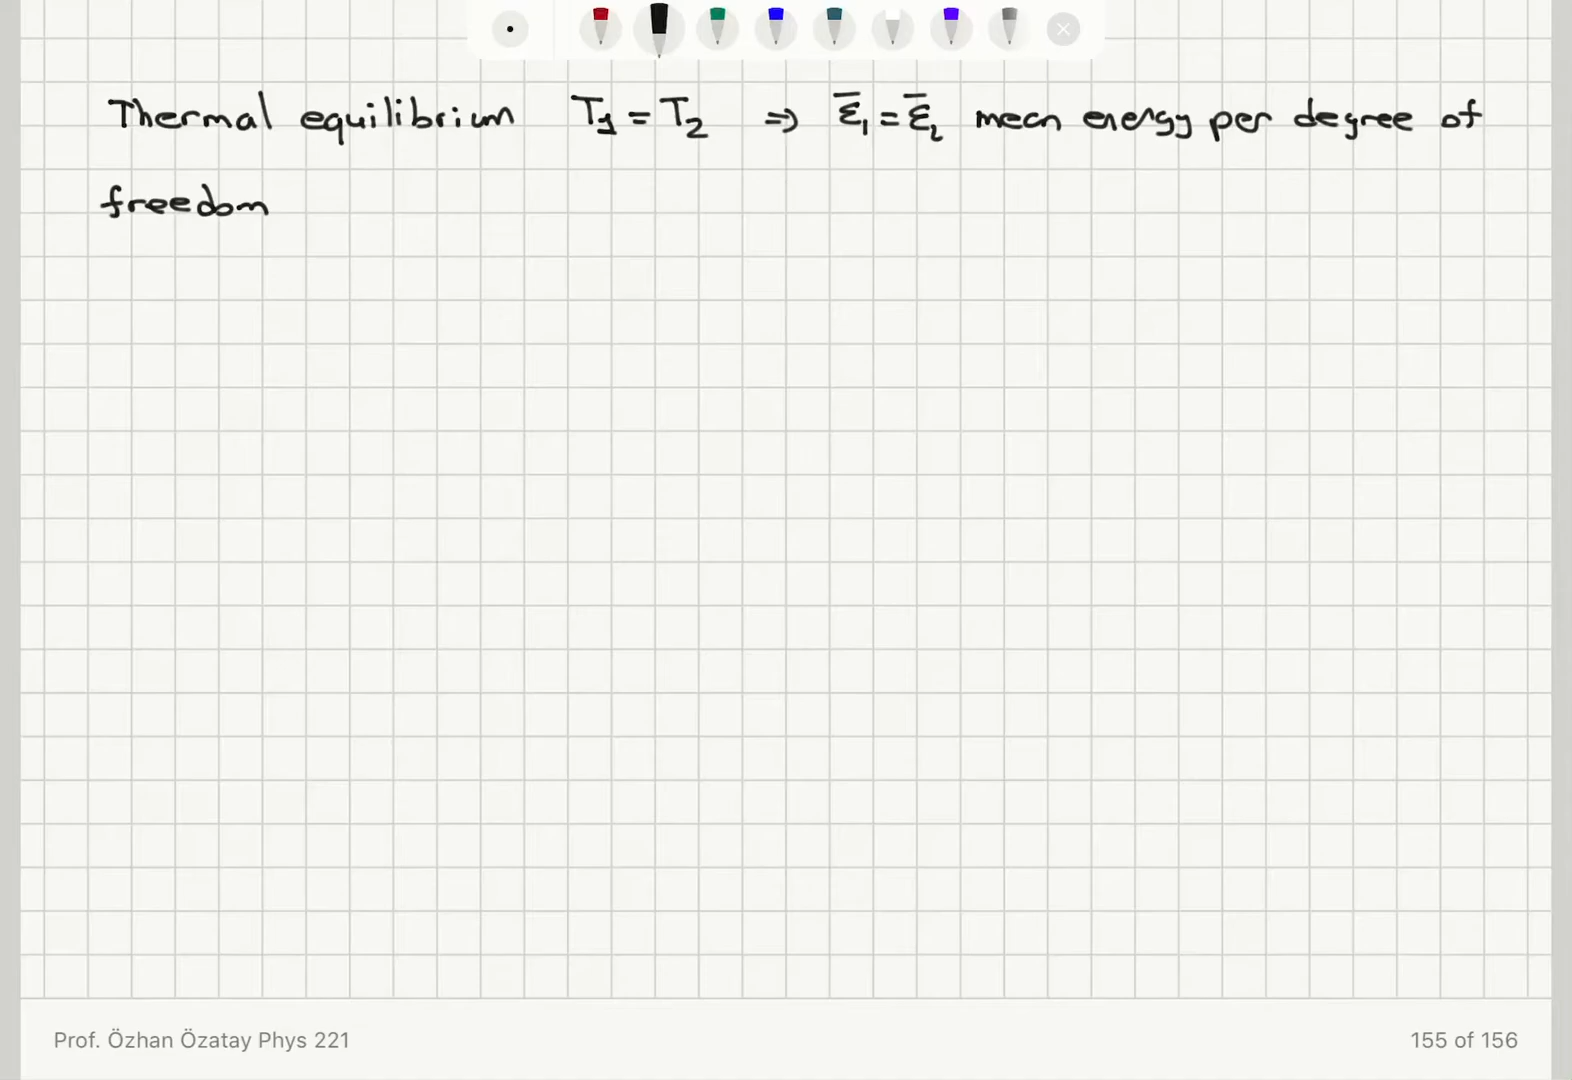 Thermal equilibrium T₁ = T₂ ⇒ ε̅₁ = ε̅₂ mean energy per degree of
freedom
Prof. Özhan Özatay Phys 221
155 of 156